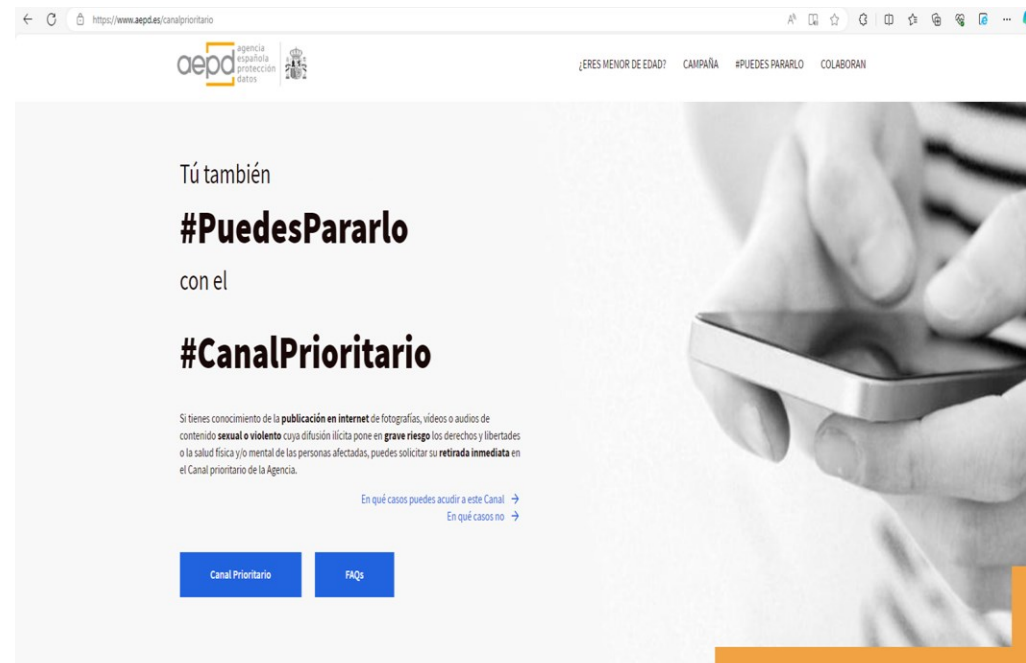 https://www.aepd.es/canalprioritario
aepd
agencia
española
protección
datos
¿ERES MENOR DE EDAD? CAMPAÑA #PUEDES PARARLO COLABORAN
Tú también
#PuedesPararlo
con el
#CanalPrioritario
Si tienes conocimiento de la publicación en internet de fotografías, vídeos o audios de
contenido sexual o violento cuya difusión ilícita pone en grave riesgo los derechos y libertades
o la salud física y/o mental de las personas afectadas, puedes solicitar su retirada inmediata en
el Canal prioritario de la Agencia.
En qué casos puedes acudir a este Canal →
En qué casos no →
Canal Prioritario FAQs